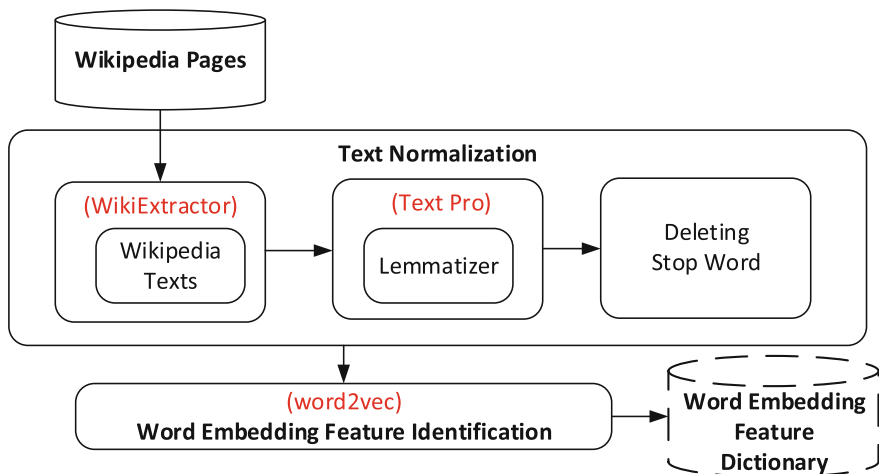 Wikipedia Pages
Text Normalization
(WikiExtractor)
Wikipedia
Texts
(Text Pro)
Lemmatizer
Deleting
Stop Word
(word2vec)
Word Embedding Feature Identification
Word Embedding
Feature
Dictionary